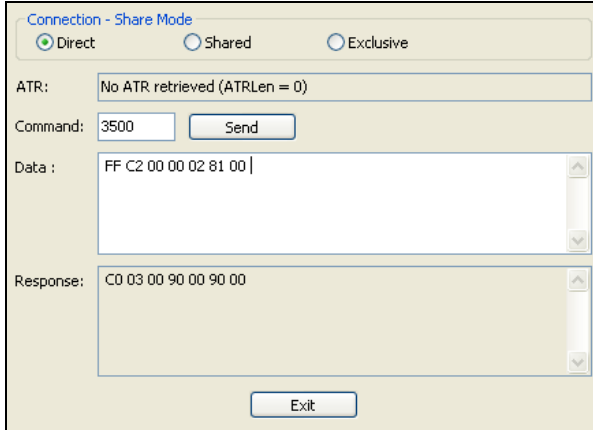 Connection - Share Mode
Direct Shared Exclusive
ATR: No ATR retrieved (ATRLen = 0)
Command: 3500 Send
Data : FF C2 00 00 02 81 00
Response: C0 03 00 90 00 90 00
Exit